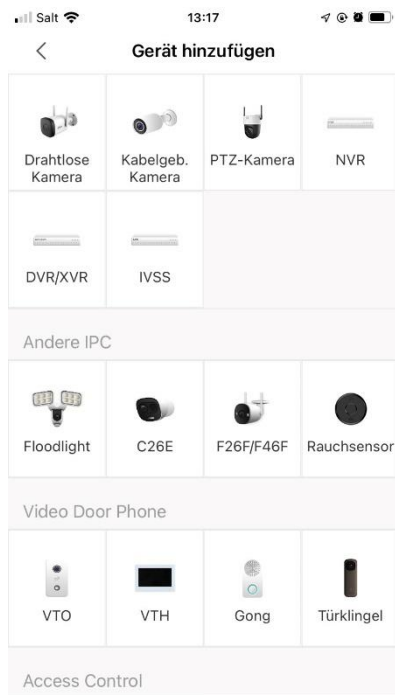 Salt 13:17
Gerät hinzufügen
Drahtlose Kamera
Kabelgeb. Kamera
PTZ-Kamera
NVR
DVR/XVR
IVSS
Andere IPC
Floodlight
C26E
F26F/F46F
Rauchsensor
Video Door Phone
VTO
VTH
Gong
Türklingel
Access Control